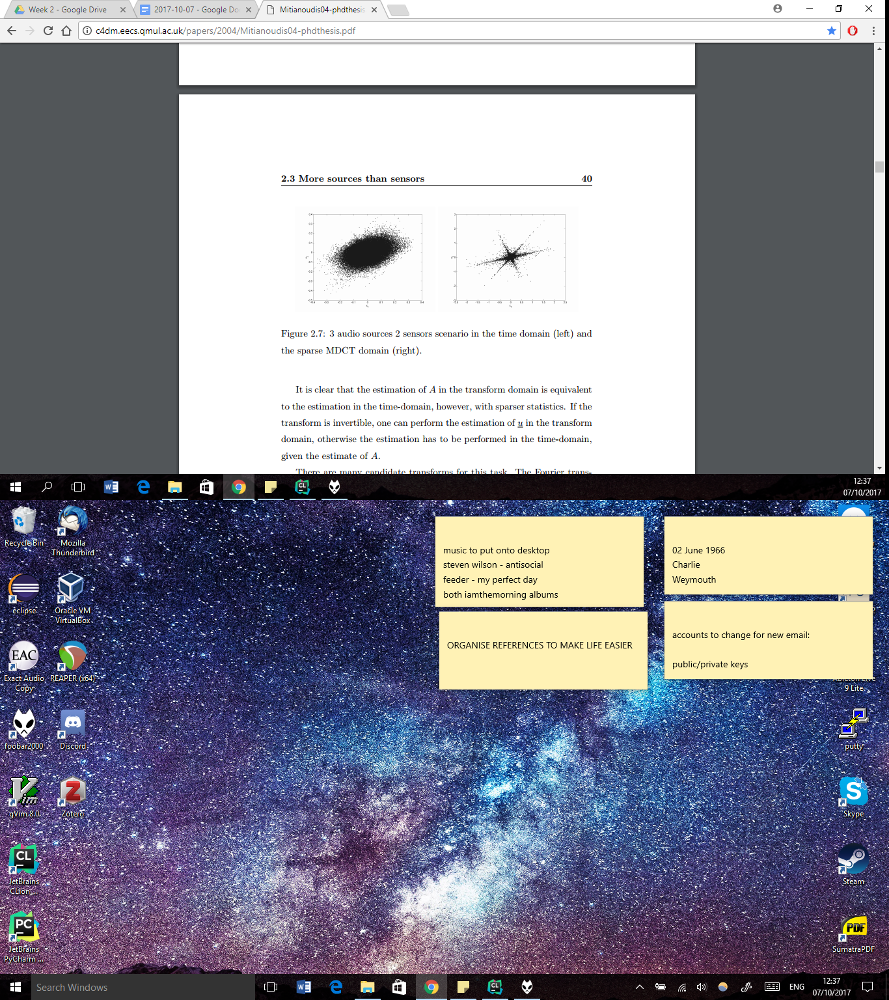 Week 2 - Google Drive
2017-10-07 - Google Do
Mitianoudis04-phdthesis
c4dm.eecs.qmul.ac.uk/papers/2004/Mitianoudis04-phdthesis.pdf
2.3 More sources than sensors 40
Figure 2.7: 3 audio sources 2 sensors scenario in the time domain (left) and
the sparse MDCT domain (right).
It is clear that the estimation of A in the transform domain is equivalent
to the estimation in the time-domain, however, with sparser statistics. If the
transform is invertible, one can perform the estimation of u in the transform
domain, otherwise the estimation has to be performed in the time-domain,
given the estimate of A.
There are many candidate transforms for this task. The Fourier trans-
12:37
07/10/2017
Recycle Bin
Mozilla
Thunderbird
eclipse
Oracle VM
VirtualBox
EAC
Exact Audio
Copy
REAPER (x64)
foobar2000
Discord
gVim 8.0
Zotero
CL
JetBrains
CLion ...
PC
JetBrains
PyCharm ...
music to put onto desktop
steven wilson - antisocial
feeder - my perfect day
both iamthemorning albums
ORGANISE REFERENCES TO MAKE LIFE EASIER
02 June 1966
Charlie
Weymouth
accounts to change for new email:
public/private keys
9 Lite
putty
Skype
Steam
PDF
SumatraPDF
Search Windows
ENG
12:37
07/10/2017